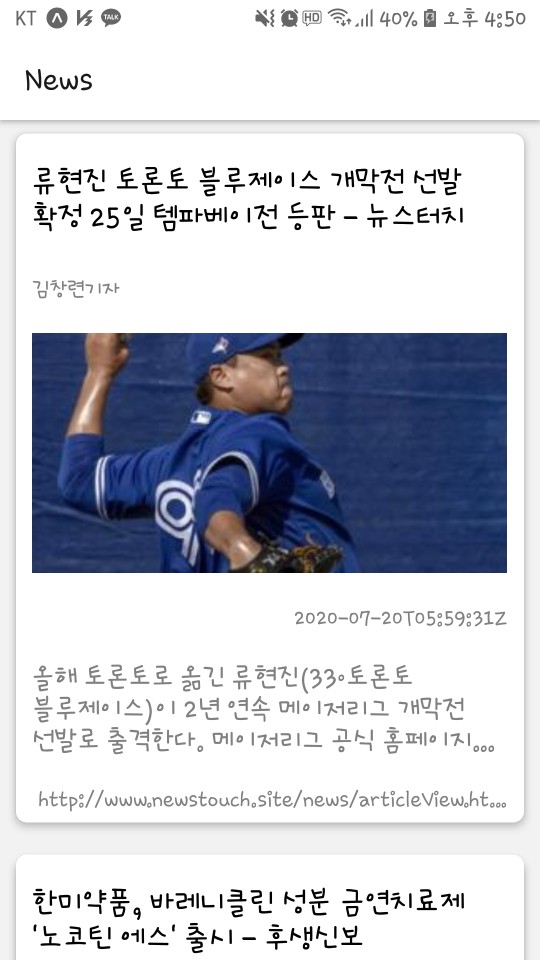 KT TALK HD 40% 오후 4:50
News
류현진 토론토 블루제이스 개막전 선발
확정 25일 템파베이전 등판 - 뉴스터치
김창련기자
2020-07-20T05:59:31Z
올해 토론토로 옮긴 류현진(33·토론토
블루제이스)이 2년 연속 메이저리그 개막전
선발로 출격한다. 메이저리그 공식 홈페이지...
http://www.newstouch.site/news/articleView.ht...
한미약품, 바레니클린 성분 금연치료제
‘노코틴 에스‘ 출시 - 후생신보